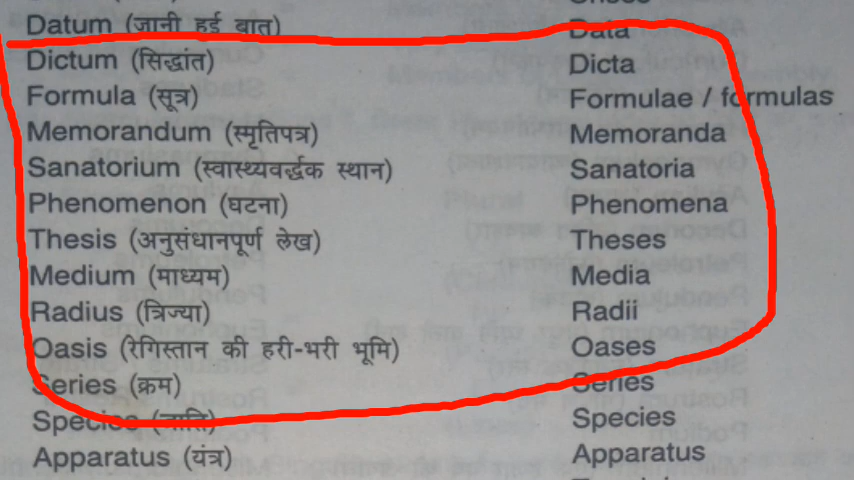 Datum (जानी हुई बात) Data
Dictum (सिद्धांत) Dicta
Formula (सूत्र) Formulae / formulas
Memorandum (स्मृतिपत्र) Memoranda
Sanatorium (स्वास्थ्यवर्द्धक स्थान) Sanatoria
Phenomenon (घटना) Phenomena
Thesis (अनुसंधानपूर्ण लेख) Theses
Medium (माध्यम) Media
Radius (त्रिज्या) Radii
Oasis (रेगिस्तान की हरी-भरी भूमि) Oases
Series (क्रम) Series
Species (जाति) Species
Apparatus (यंत्र) Apparatus